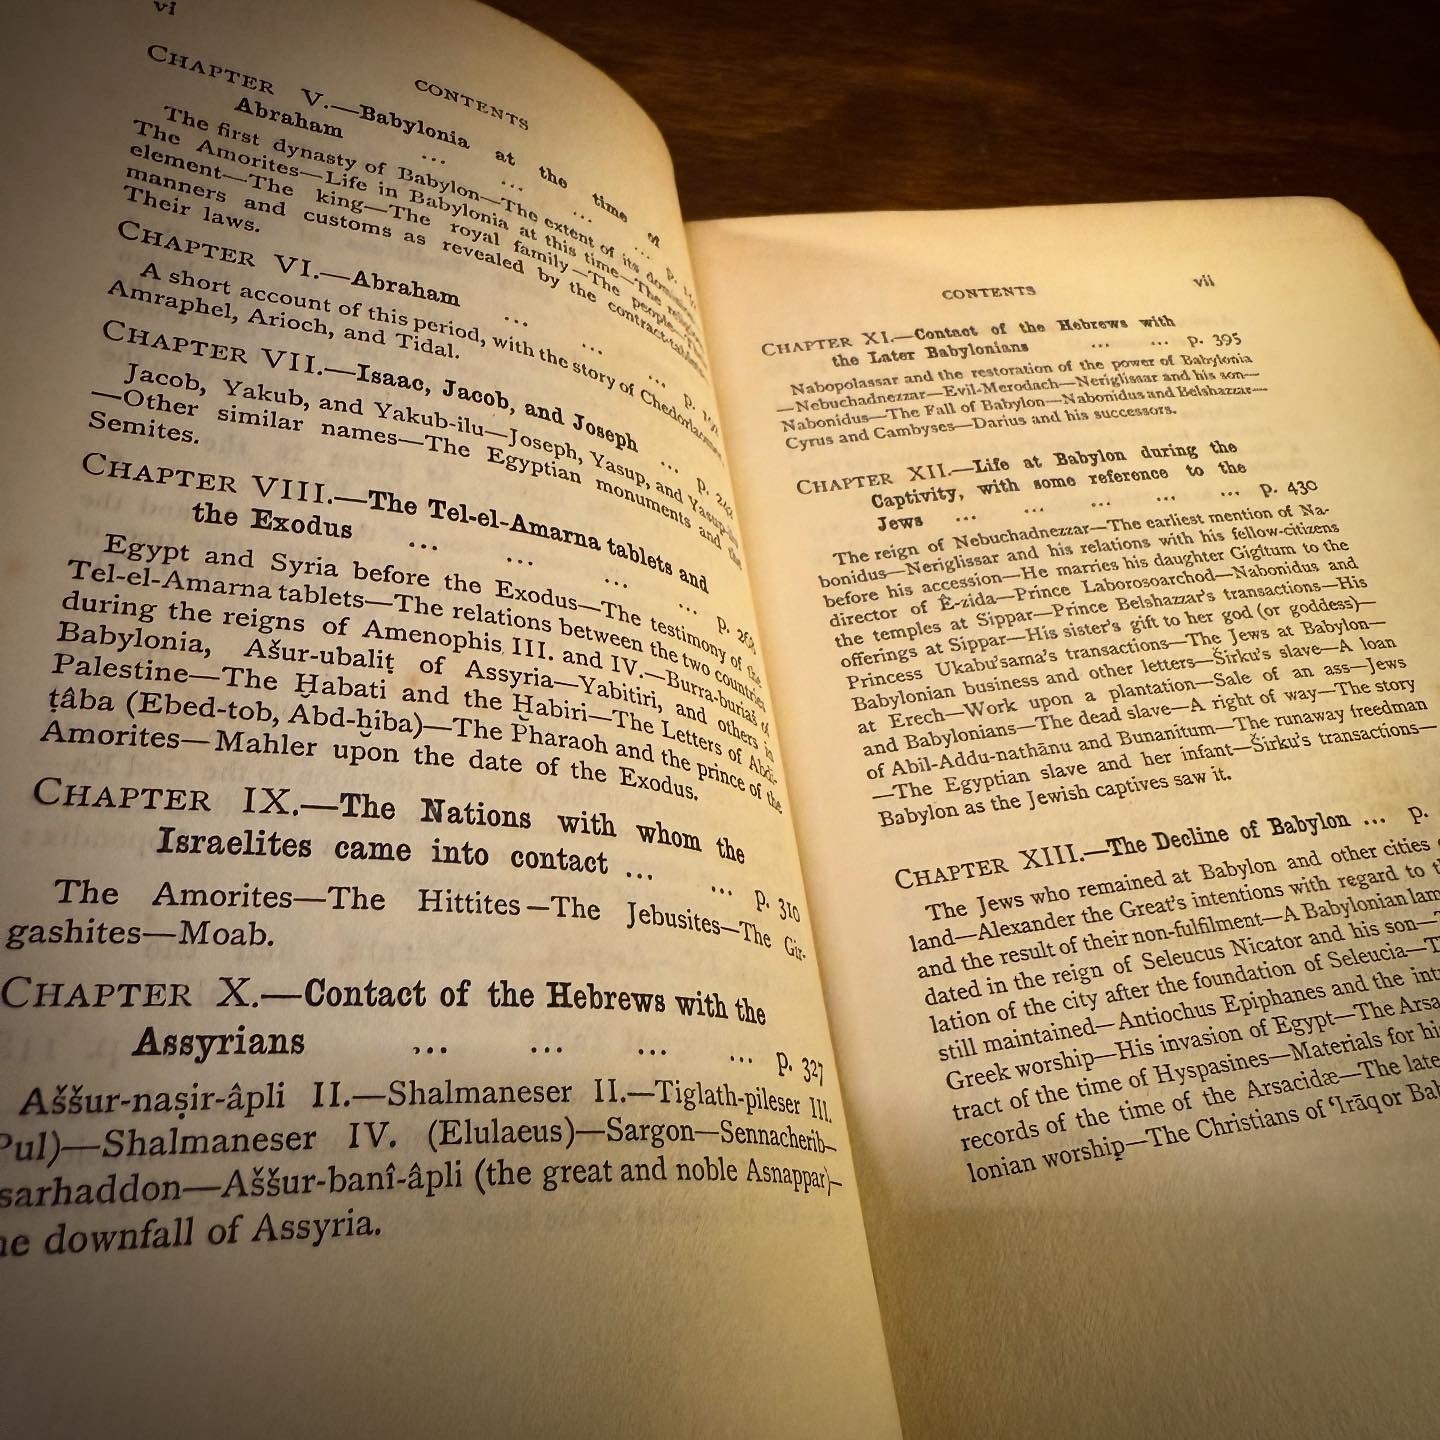 vi
CONTENTS
CHAPTER V.—Babylonia at the time of
Abraham ... ... ... ... p.
The first dynasty of Babylon—The extent of its
The Amorites—Life in Babylonia at this time—The
element—The king—The royal family—The people—
manners and customs as revealed by the contract-tablets
Their laws.
CHAPTER VI.—Abraham ... ... ... p.
A short account of this period, with the story of Chedorlaomer,
Amraphel, Arioch, and Tidal.
CHAPTER VII.—Isaac, Jacob, and Joseph ... p. 242
Jacob, Yakub, and Yakub-ilu—Joseph, Yasup, and Yasup-ilu
—Other similar names—The Egyptian monuments and the
Semites.
CHAPTER VIII.—The Tel-el-Amarna tablets and
the Exodus ... ... ... ... p. 268
Egypt and Syria before the Exodus—The testimony of the
Tel-el-Amarna tablets—The relations between the two countries
during the reigns of Amenophis III. and IV.—Burra-buriaš of
Babylonia, Ašur-ubaliṭ of Assyria—Yabitiri, and others in
Palestine—The Ḫabati and the Ḫabiri—The Letters of Abdi-
ṭâba (Ebed-tob, Abd-ḫiba)—The Pharaoh and the prince of the
Amorites—Mahler upon the date of the Exodus.
CHAPTER IX.—The Nations with whom the
Israelites came into contact ... ... p. 310
The Amorites—The Hittites—The Jebusites—The Gir-
gashites—Moab.
CHAPTER X.—Contact of the Hebrews with the
Assyrians ... ... ... ... p. 327
Aššur-naṣir-âpli II.—Shalmaneser II.—Tiglath-pileser III.
Pul)—Shalmaneser IV. (Elulaeus)—Sargon—Sennacherib—
sarhaddon—Aššur-banî-âpli (the great and noble Asnappar)—
he downfall of Assyria.
CONTENTS vii
CHAPTER XI.—Contact of the Hebrews with
the Later Babylonians ... ... p. 395
Nabopolassar and the restoration of the power of Babylonia
—Nebuchadnezzar—Evil-Merodach—Neriglissar and his son—
Nabonidus—The Fall of Babylon—Nabonidus and Belshazzar—
Cyrus and Cambyses—Darius and his successors.
CHAPTER XII.—Life at Babylon during the
Captivity, with some reference to the
Jews ... ... ... ... ... p. 430
The reign of Nebuchadnezzar—The earliest mention of Na-
bonidus—Neriglissar and his relations with his fellow-citizens
before his accession—He marries his daughter Gigîtum to the
director of Ê-zida—Prince Laborosoarchod—Nabonidus and
the temples at Sippar—Prince Belshazzar's transactions—His
offerings at Sippar—His sister's gift to her god (or goddess)—
Princess Ukabu'sama's transactions—The Jews at Babylon—
Babylonian business and other letters—Širku's slave—A loan
at Erech—Work upon a plantation—Sale of an ass—Jews
and Babylonians—The dead slave—A right of way—The story
of Abil-Addu-nathānu and Bunanitum—The runaway freedman
—The Egyptian slave and her infant—Širku's transactions—
Babylon as the Jewish captives saw it.
CHAPTER XIII.—The Decline of Babylon ... p.
The Jews who remained at Babylon and other cities
land—Alexander the Great's intentions with regard to
and the result of their non-fulfilment—A Babylonian
dated in the reign of Seleucus Nicator and his son—
lation of the city after the foundation of Seleucia—
still maintained—Antiochus Epiphanes and the
Greek worship—His invasion of Egypt—The
tract of the time of Hyspasines—Materials for
records of the time of the Arsacidæ—The
lonian worship—The Christians of 'Irāq or